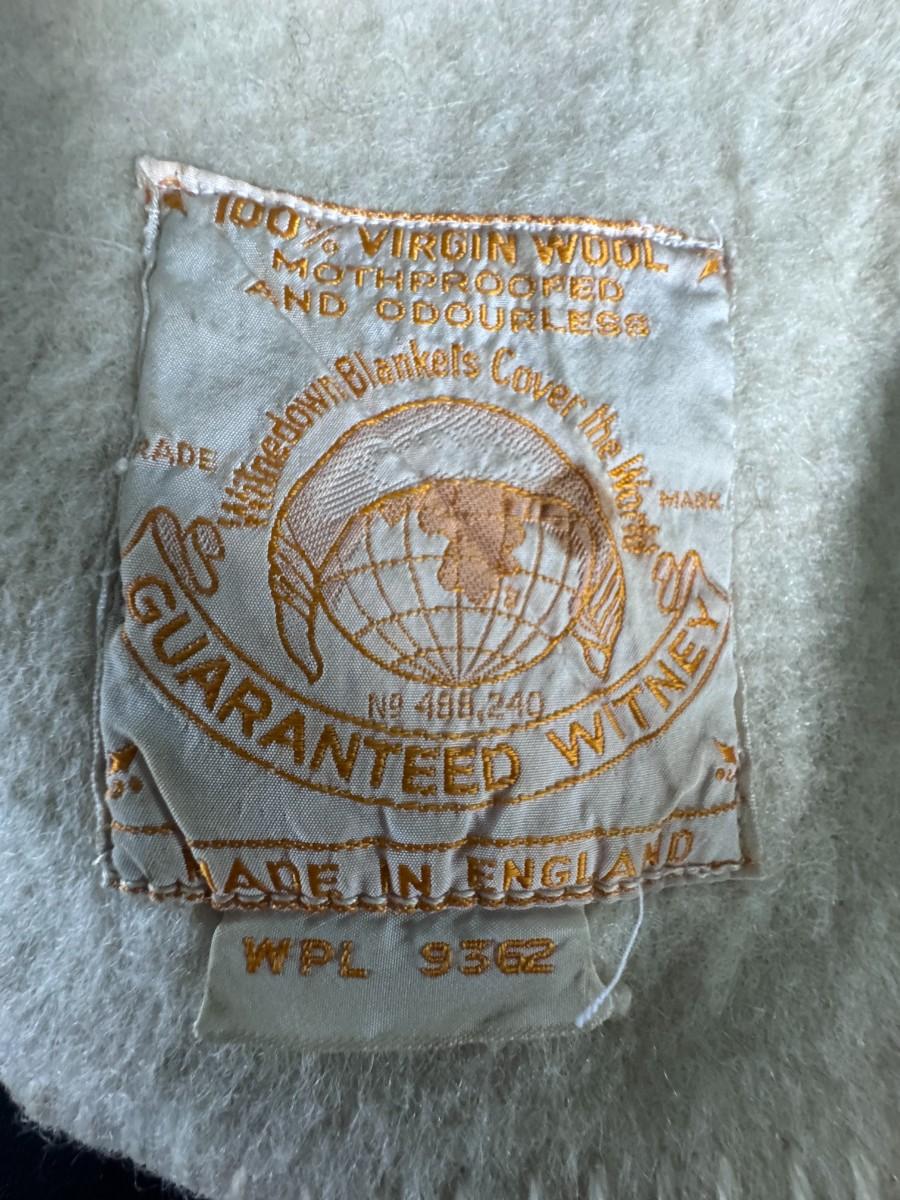 100% VIRGIN WOOL
MOTHPROOFED
AND ODOURLESS
Witnedown Blankets Cover the World
RADE MARK
Nº 488,240
GUARANTEED WITNEY
MADE IN ENGLAND
WPL 9362